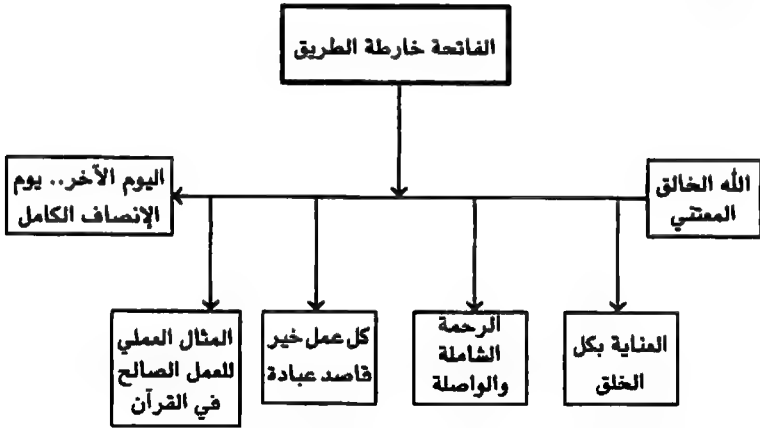 الفاتحة خارطة الطريق
الله الخالق
المعتني
اليوم الآخر.. يوم
الإنصاف الكامل
العناية بكل
الخلق
الرحمة
الشاملة
والواصلة
كل عمل خير
قاصد عبادة
المثال العملي
للعمل الصالح
في القرآن